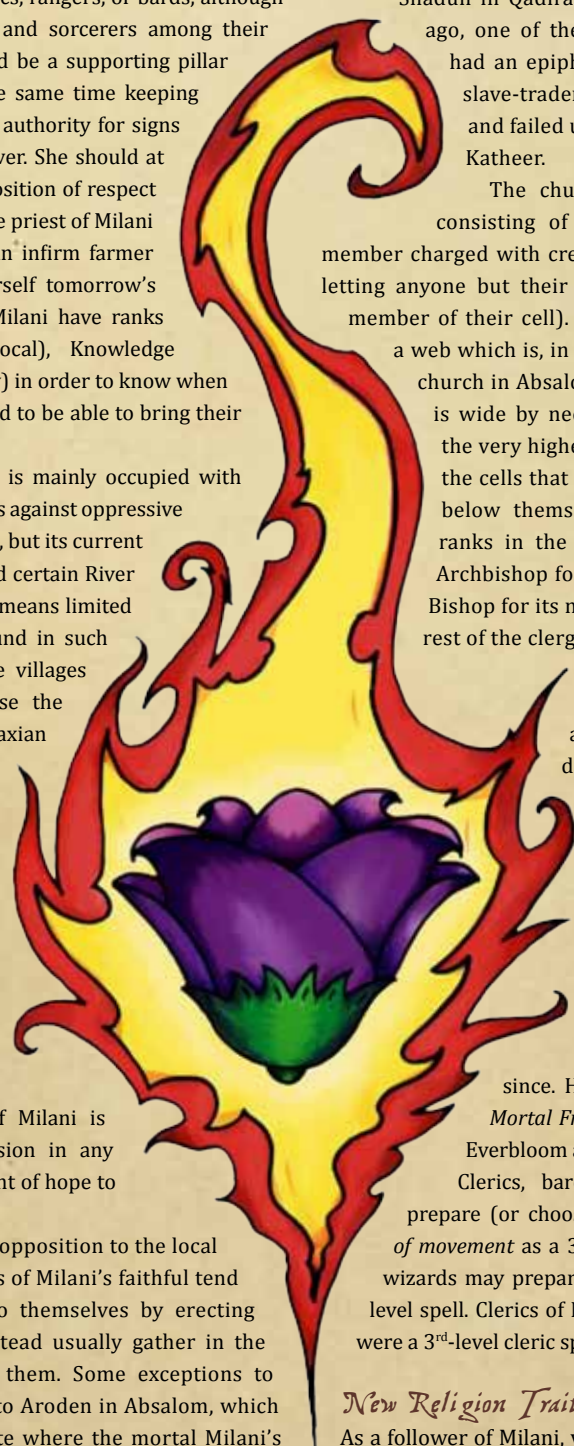 es, rangers, or bards, although
and sorcerers among their
d be a supporting pillar
e same time keeping
authority for signs
ver. She should at
osition of respect
e priest of Milani
n infirm farmer
rself tomorrow’s
Milani have ranks
ocal), Knowledge
) in order to know when
d to be able to bring their
is mainly occupied with
s against oppressive
, but its current
d certain River
means limited
und in such
e villages
se the
axian
f Milani is
sion in any
nt of hope to
opposition to the local
s of Milani’s faithful tend
o themselves by erecting
tead usually gather in the
them. Some exceptions to
to Aroden in Absalom, which
te where the mortal Milani’s
Shadun in Qadira
ago, one of the
had an epiph
slave-trader
and failed u
Katheer.
The chu
consisting of
member charged with cre
letting anyone but their
member of their cell).
a web which is, in
church in Absalo
is wide by nec
the very highe
the cells that
below thems
ranks in the
Archbishop fo
Bishop for its m
rest of the clerg
a
d
since. H
Mortal Fr
Everbloom a
Clerics, bar
prepare (or choo
of movement as a 3
wizards may prepar
level spell. Clerics of
were a 3rd-level cleric sp
New Religion Trait
As a follower of Milani, y